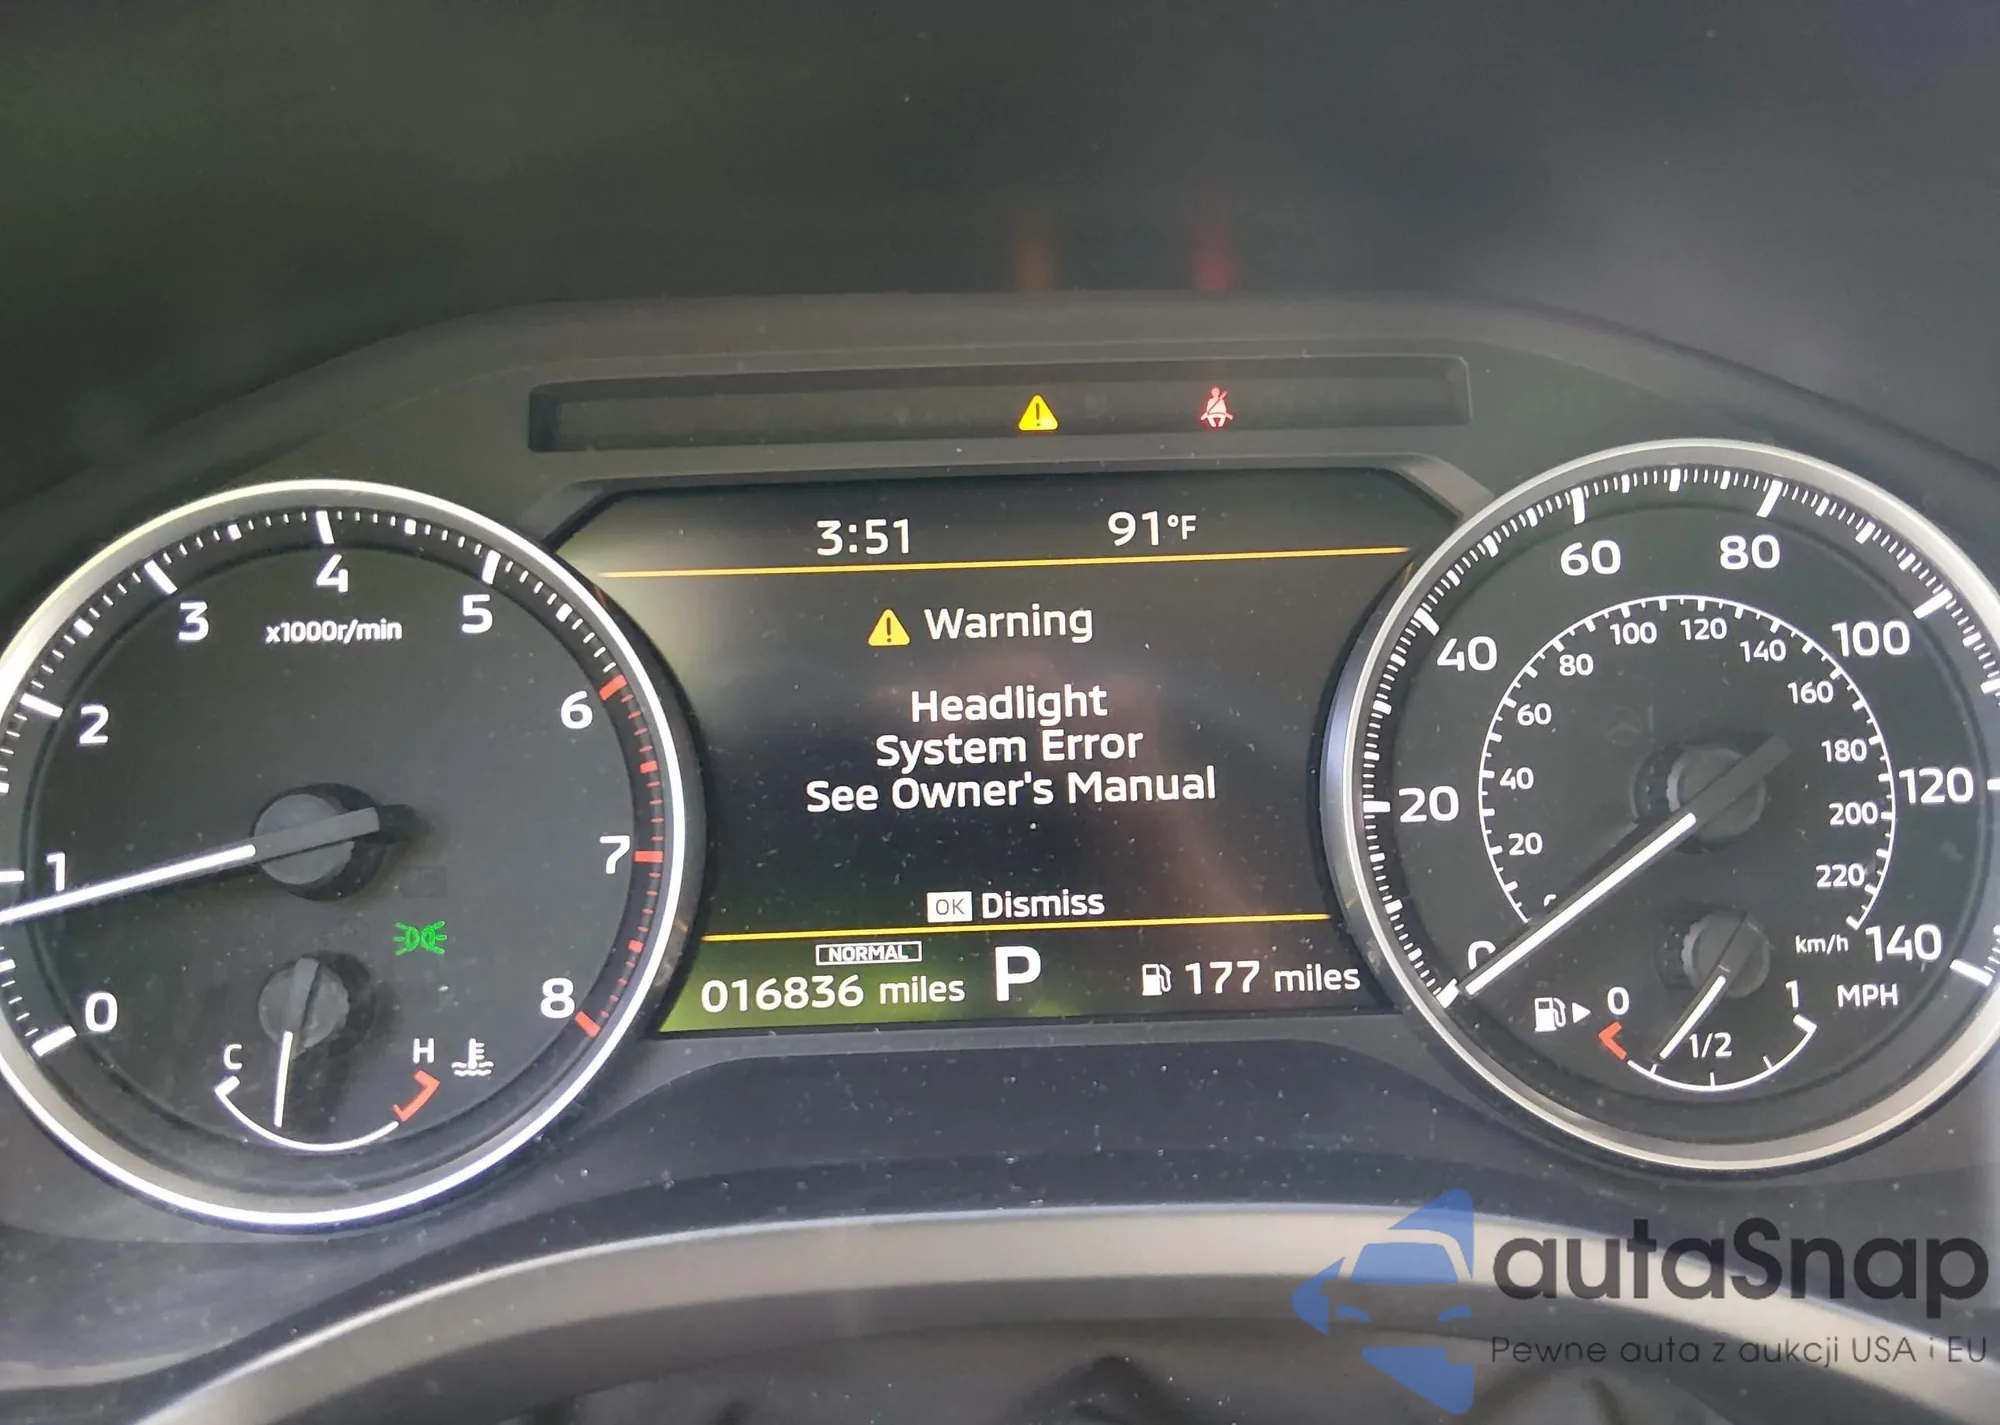 3:51 91°F
Warning
Headlight
System Error
See Owner's Manual
OK Dismiss
NORMAL
016836 miles P 177 miles
0 1 2 3 4 5 6 7 8
x1000r/min
C H
20 40 60 80 100 120 140
MPH
20 40 60 80 100 120 140 160 180 200 220
km/h
0 1/2 1
autaSnap
Pewne auta z aukcji USA i EU